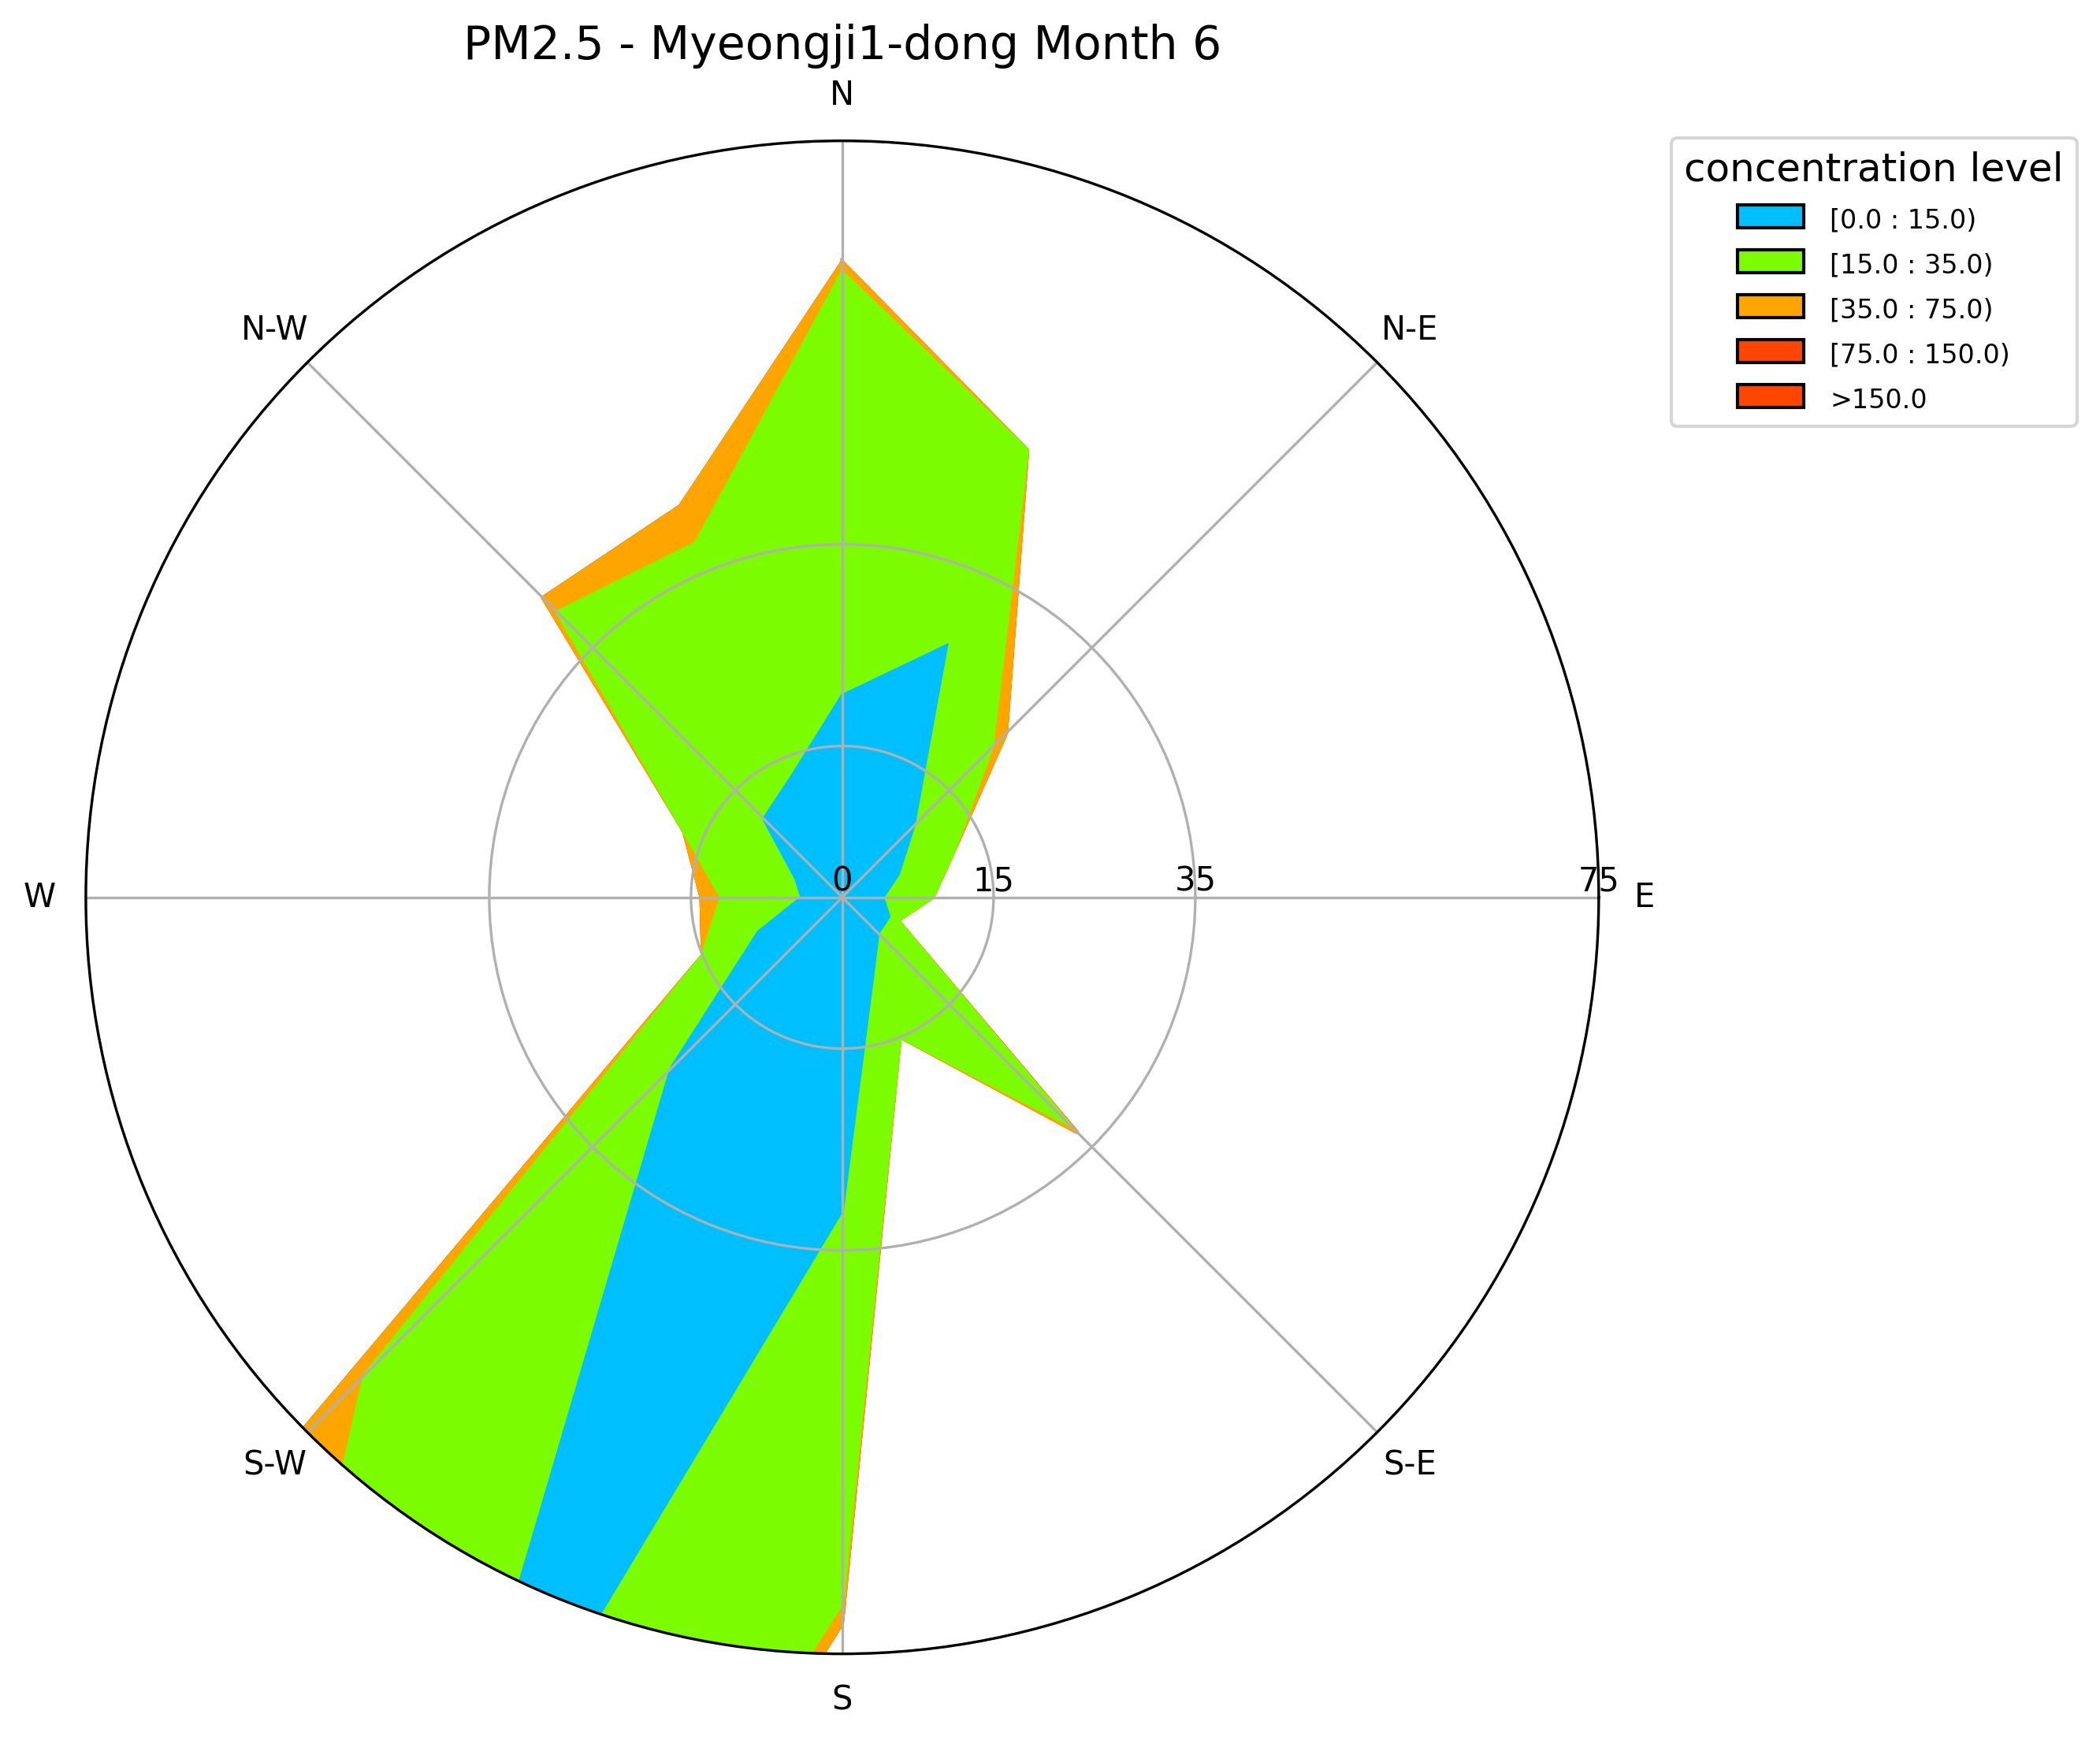 PM2.5 - Myeongji1-dong Month 6
N
concentration level
[0.0 : 15.0)
[15.0 : 35.0)
[35.0 : 75.0)
[75.0 : 150.0)
>150.0
N-W
N-E
W
0
15
35
75
E
S-W
S-E
S